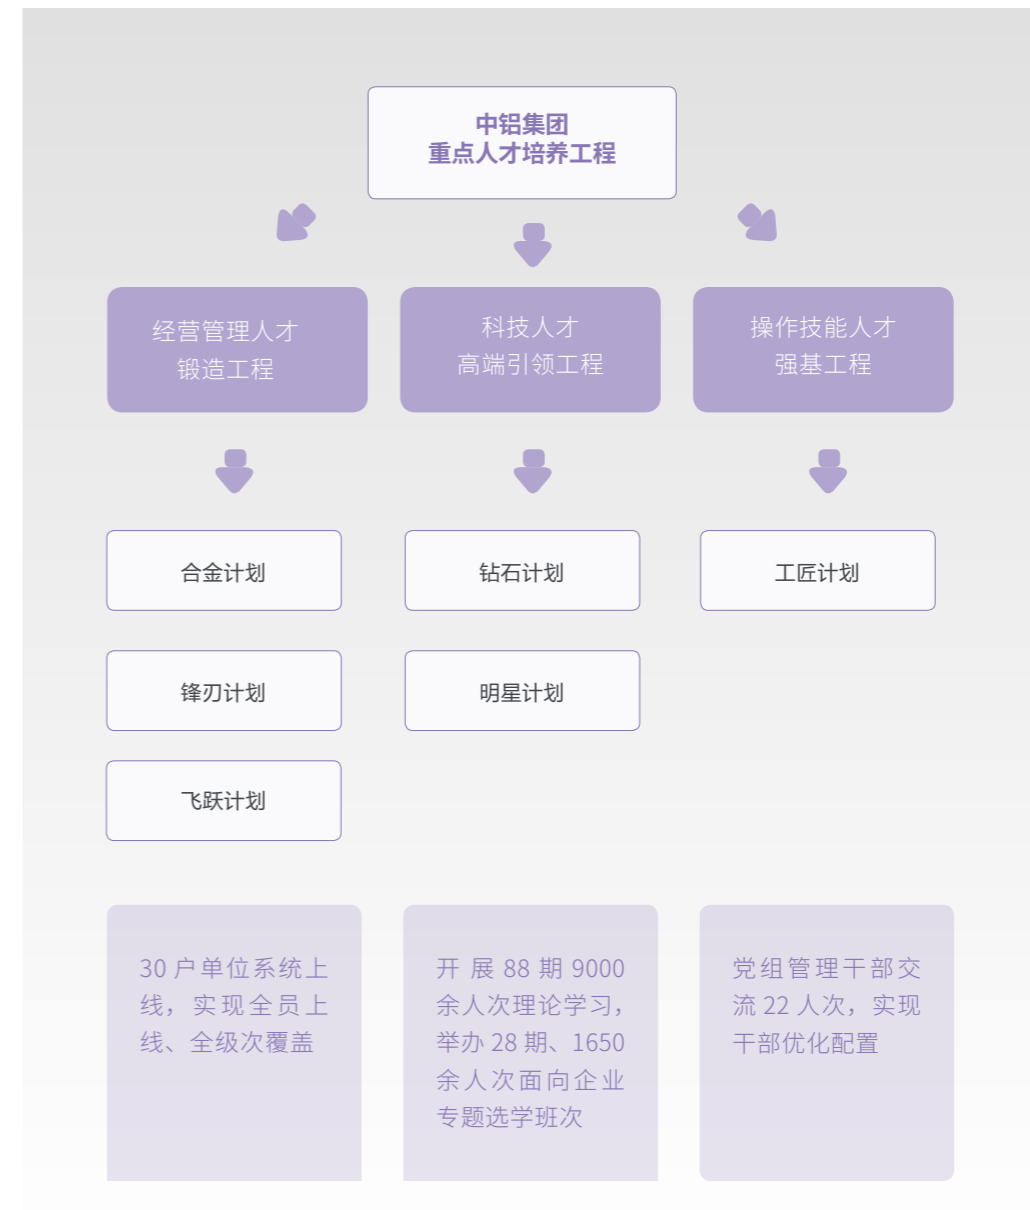 中铝集团
重点人才培养工程
经营管理人才
锻造工程
科技人才
高端引领工程
操作技能人才
强基工程
合金计划
钻石计划
工匠计划
锋刃计划
明星计划
飞跃计划
30 户单位系统上
线，实现全员上
线、全级次覆盖
开展 88 期 9000
余人次理论学习，
举办 28 期、1650
余人次面向企业
专题选学班次
党组管理干部交
流 22 人次，实现
干部优化配置